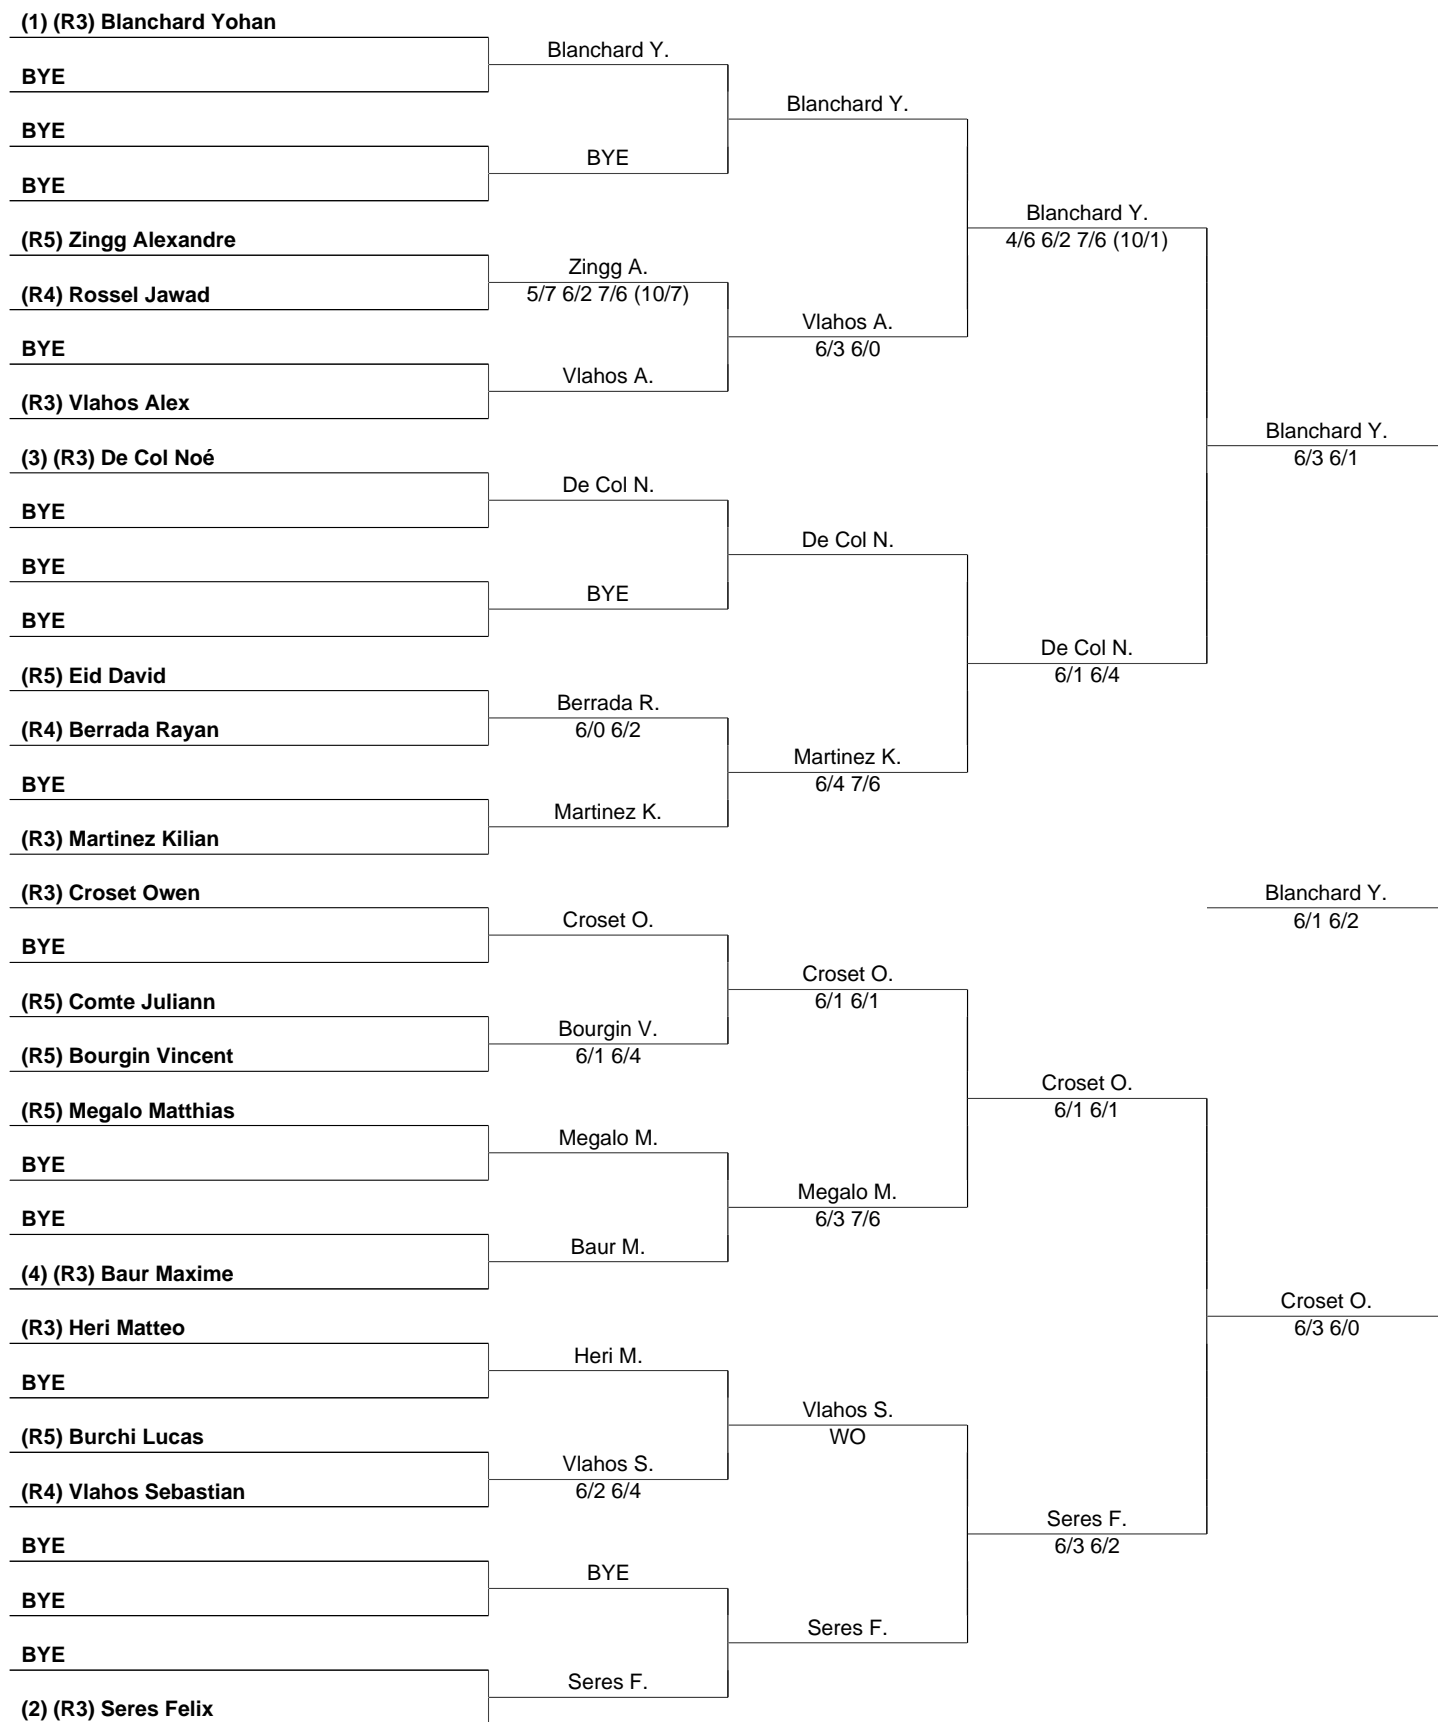 (1) (R3) Blanchard Yohan
Blanchard Y.
BYE
Blanchard Y.
BYE
BYE
BYE
Blanchard Y.
4/6 6/2 7/6 (10/1)
(R5) Zingg Alexandre
Zingg A.
5/7 6/2 7/6 (10/7)
(R4) Rossel Jawad
Vlahos A.
6/3 6/0
BYE
Vlahos A.
(R3) Vlahos Alex
Blanchard Y.
6/3 6/1
(3) (R3) De Col Noé
De Col N.
BYE
De Col N.
BYE
BYE
BYE
De Col N.
6/1 6/4
(R5) Eid David
Berrada R.
6/0 6/2
(R4) Berrada Rayan
Martinez K.
6/4 7/6
BYE
Martinez K.
(R3) Martinez Kilian
(R3) Croset Owen
Blanchard Y.
6/1 6/2
Croset O.
BYE
Croset O.
6/1 6/1
(R5) Comte Juliann
Bourgin V.
6/1 6/4
(R5) Bourgin Vincent
Croset O.
6/1 6/1
(R5) Megalo Matthias
Megalo M.
BYE
Megalo M.
6/3 7/6
BYE
Baur M.
(4) (R3) Baur Maxime
Croset O.
6/3 6/0
(R3) Heri Matteo
Heri M.
BYE
Vlahos S.
WO
(R5) Burchi Lucas
Vlahos S.
6/2 6/4
(R4) Vlahos Sebastian
Seres F.
6/3 6/2
BYE
BYE
BYE
Seres F.
BYE
Seres F.
(2) (R3) Seres Felix